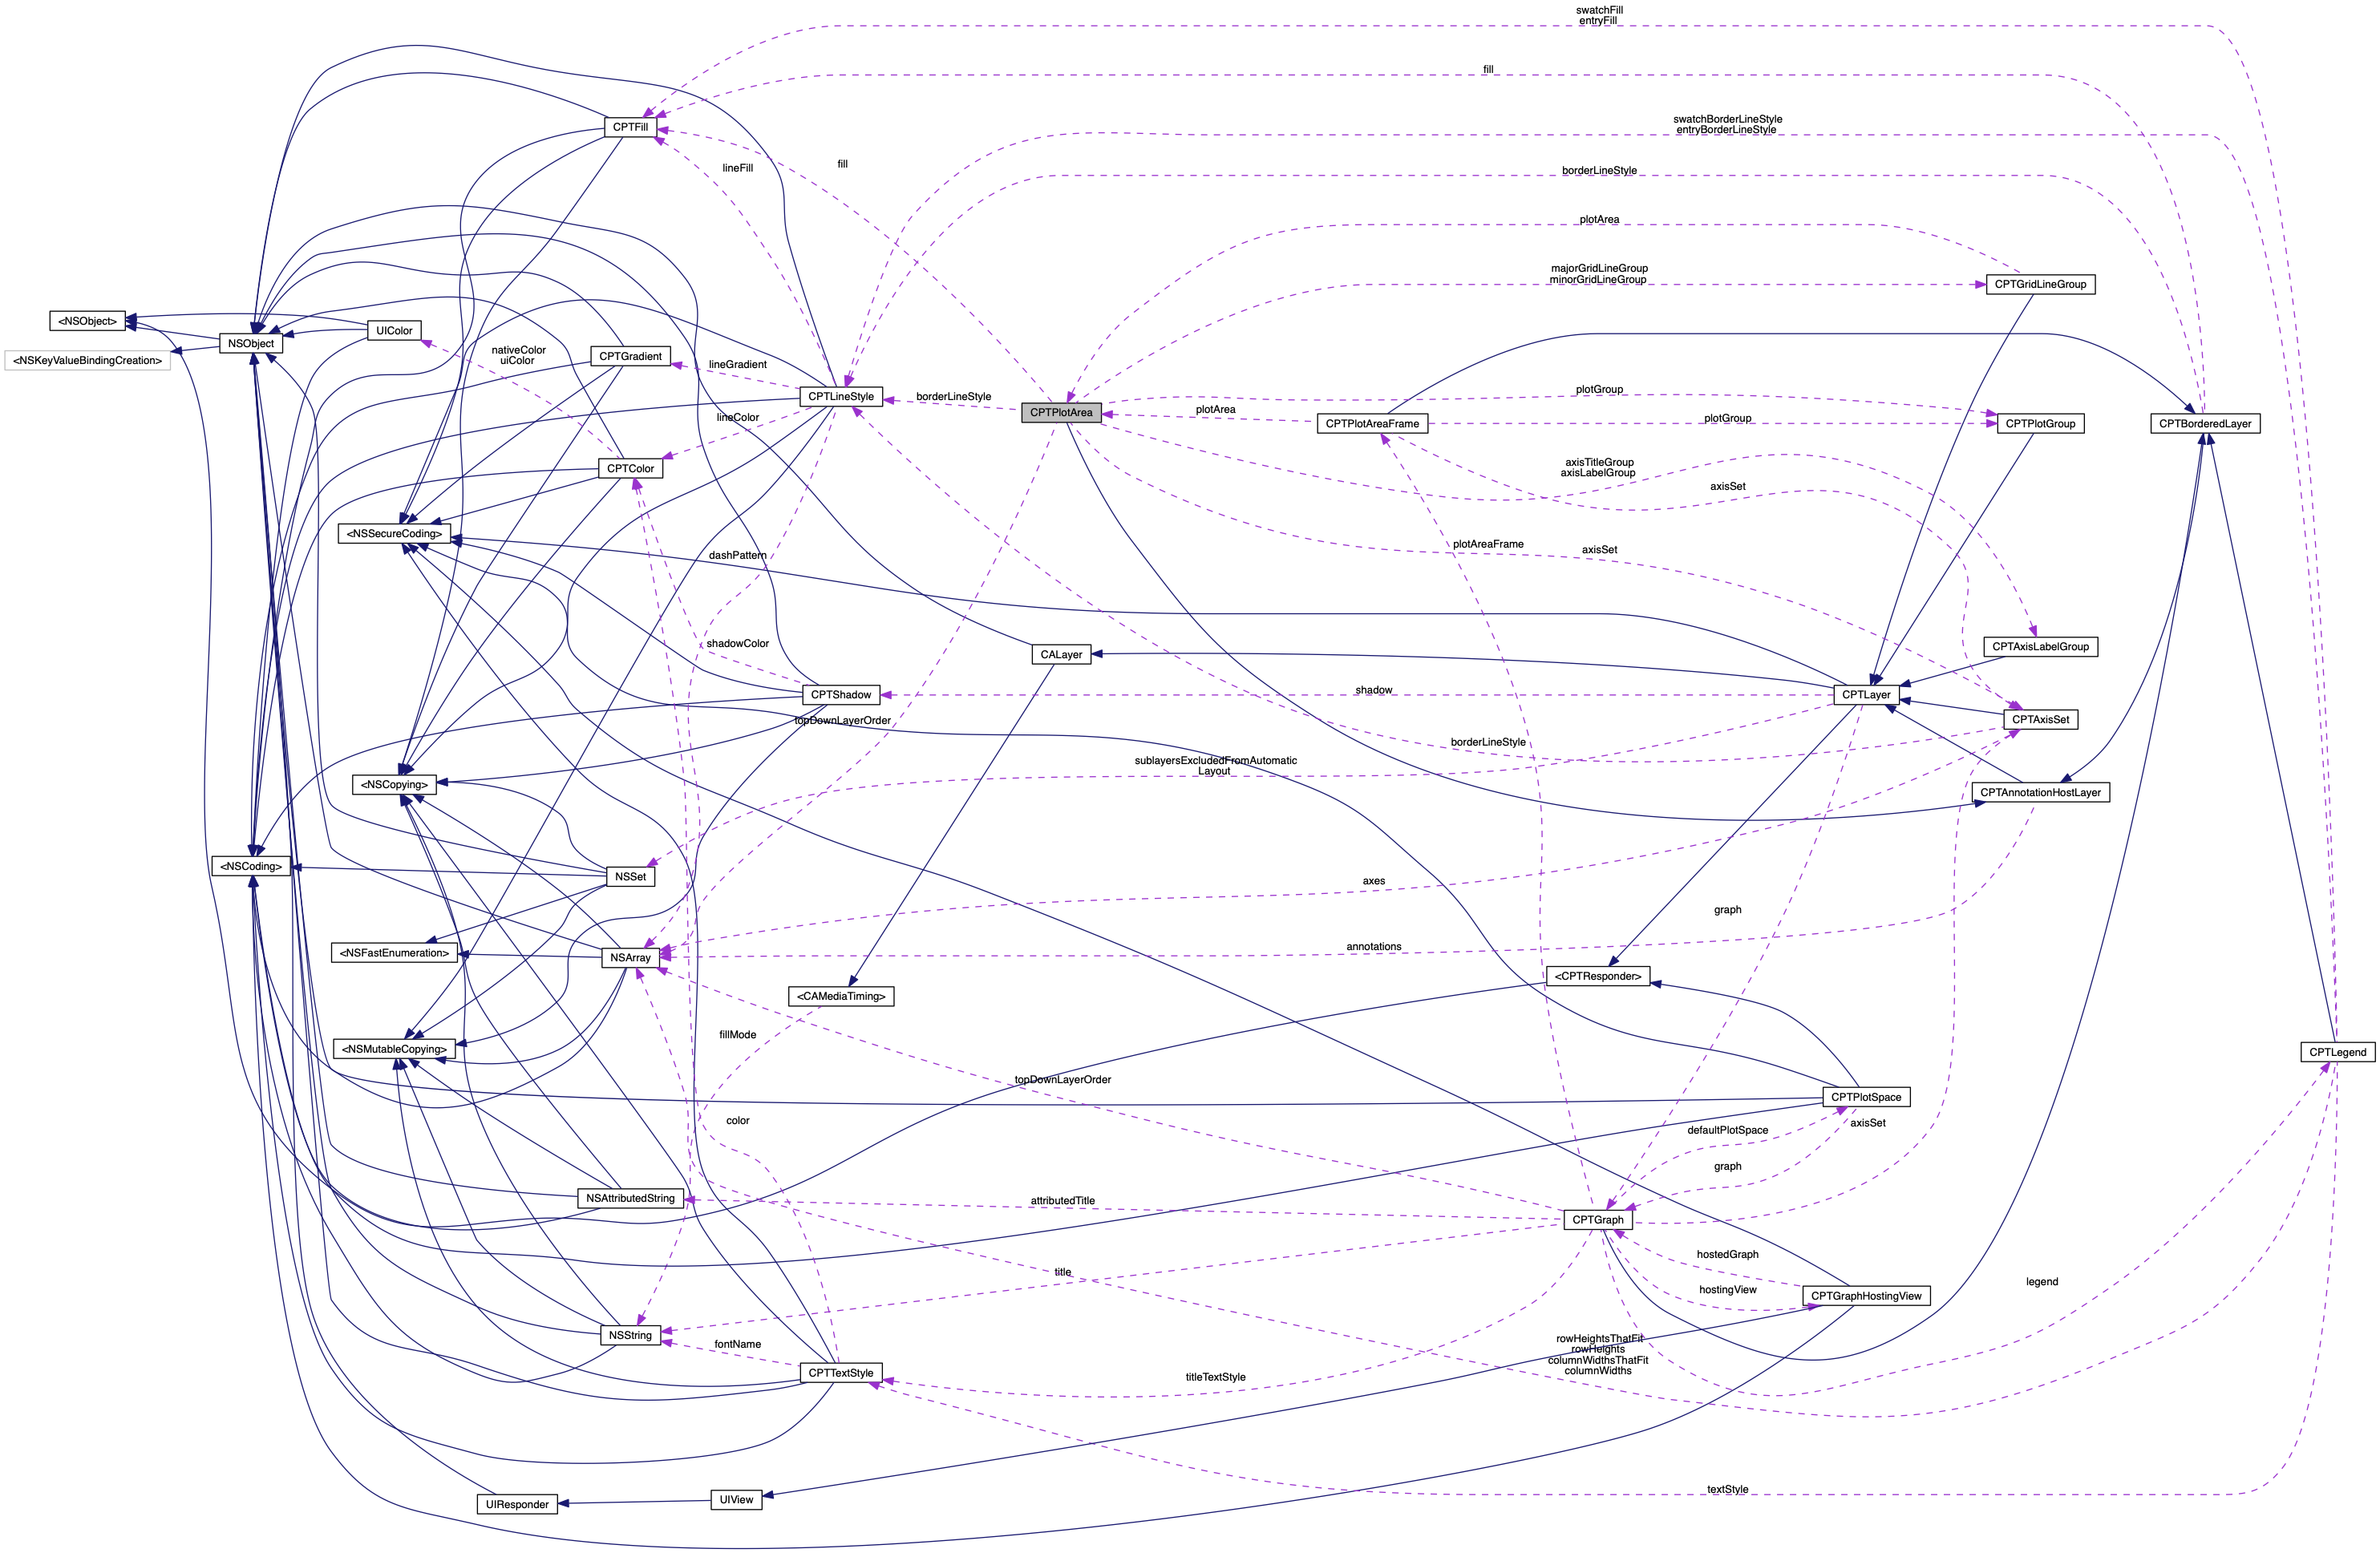 swatchFill
entryFill
fill
swatchBorderLineStyle
entryBorderLineStyle
CPTFill
fill
lineFill
borderLineStyle
plotArea
majorGridLineGroup
minorGridLineGroup
CPTGridLineGroup
<NSObject>
UIColor
NSObject
<NSKeyValueBindingCreation>
nativeColor
uiColor
CPTGradient
lineGradient
CPTLineStyle
borderLineStyle
CPTPlotArea
plotArea
CPTPlotAreaFrame
plotGroup
plotGroup
CPTPlotGroup
CPTBorderedLayer
lineColor
CPTColor
axisTitleGroup
axisLabelGroup
axisSet
<NSSecureCoding>
dashPattern
plotAreaFrame
axisSet
shadowColor
CALayer
CPTAxisLabelGroup
CPTShadow
shadow
CPTLayer
topDownLayerOrder
CPTAxisSet
borderLineStyle
sublayersExcludedFromAutomatic
Layout
<NSCopying>
CPTAnnotationHostLayer
<NSCoding>
NSSet
axes
graph
<NSFastEnumeration>
NSArray
annotations
<CPTResponder>
<CAMediaTiming>
fillMode
<NSMutableCopying>
CPTLegend
topDownLayerOrder
CPTPlotSpace
color
defaultPlotSpace
axisSet
graph
NSAttributedString
attributedTitle
CPTGraph
hostedGraph
title
hostingView
CPTGraphHostingView
legend
NSString
fontName
CPTTextStyle
titleTextStyle
rowHeightsThatFit
rowHeights
columnWidthsThatFit
columnWidths
textStyle
UIResponder
UIView